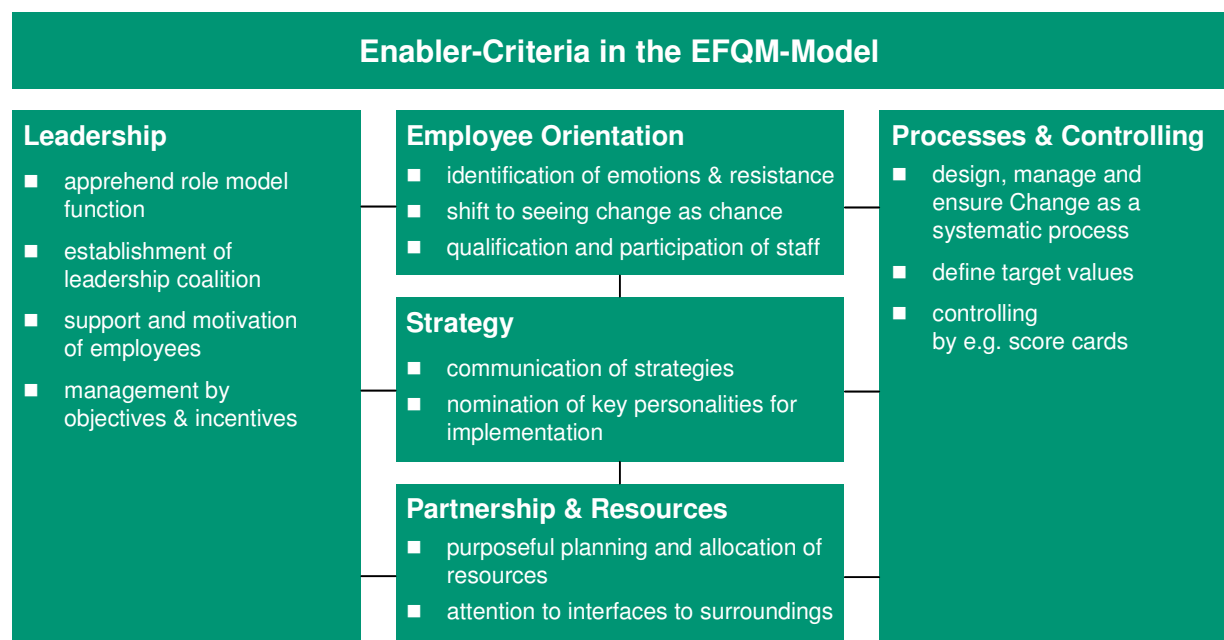 Enabler-Criteria in the EFQM-Model
Leadership
apprehend role model
function
establishment of
leadership coalition
support and motivation
of employees
management by
objectives & incentives
Employee Orientation
identification of emotions & resistance
shift to seeing change as chance
qualification and participation of staff
Strategy
communication of strategies
nomination of key personalities for
implementation
Partnership & Resources
purposeful planning and allocation of
resources
attention to interfaces to surroundings
Processes & Controlling
design, manage and
ensure Change as a
systematic process
define target values
controlling
by e.g. score cards